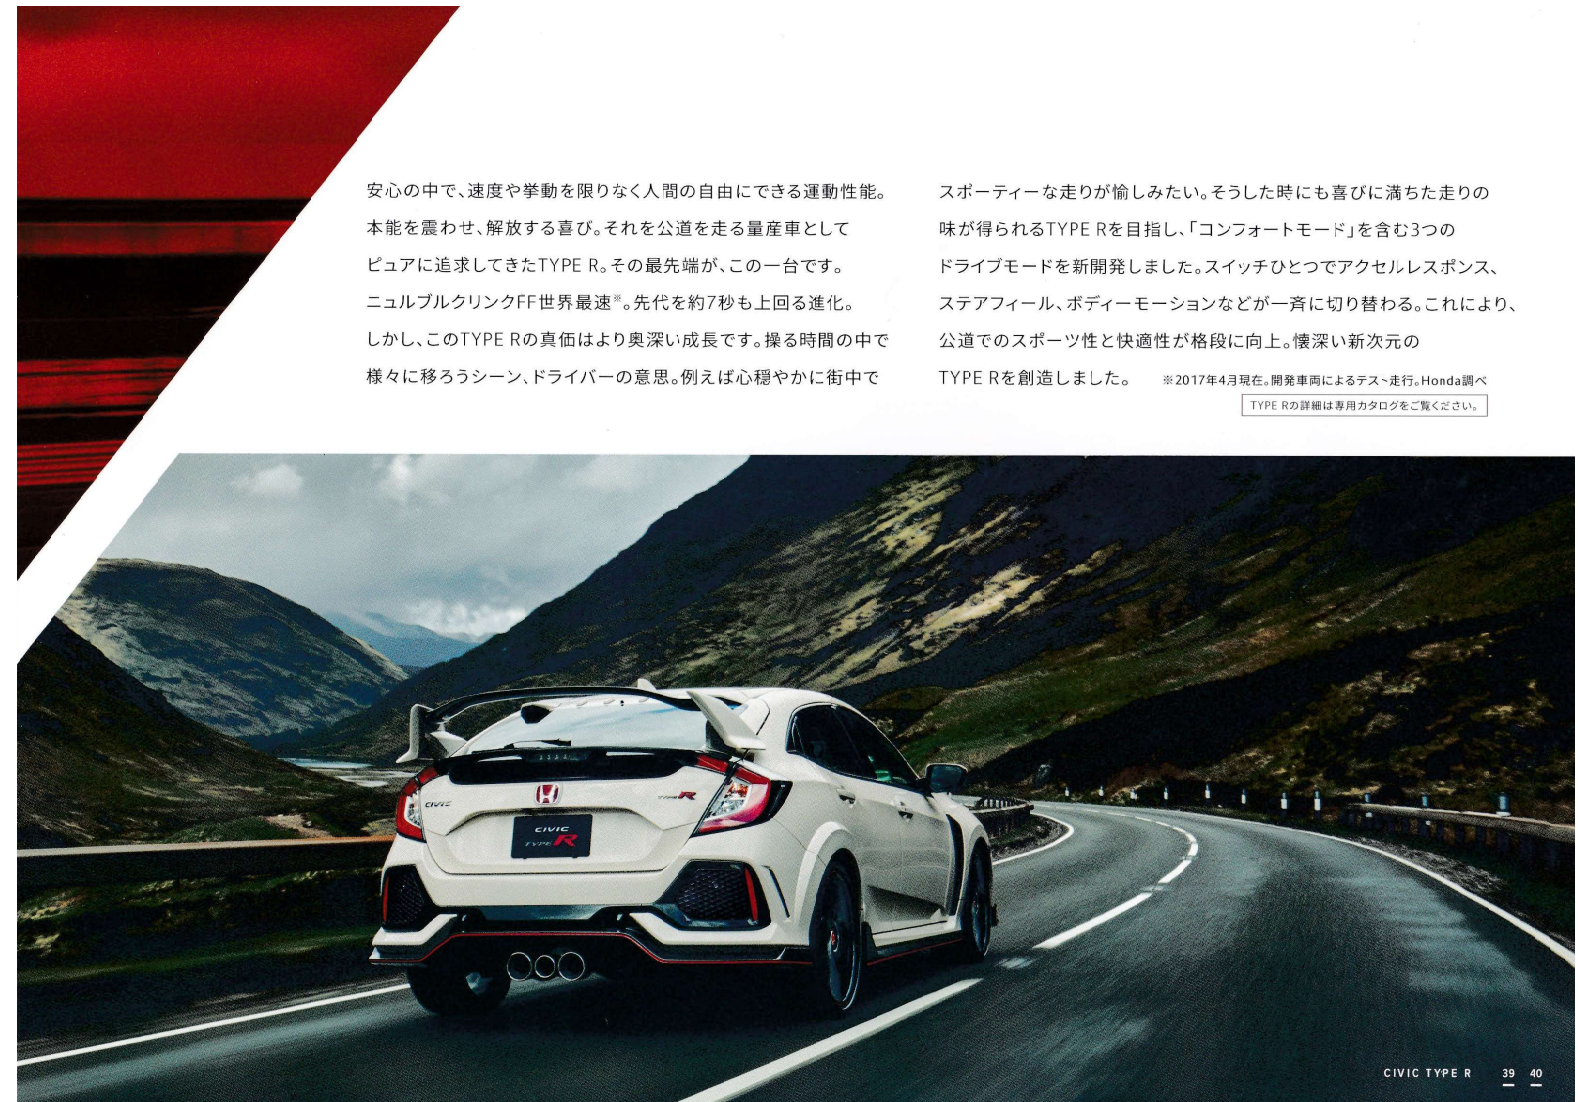 安心の中で、速度や挙動を限りなく人間の自由にできる運動性能。
本能を震わせ、解放する喜び。それを公道を走る量産車として
ピュアに追求してきたTYPE R。その最先端が、この一台です。
ニュルブルクリンクFF世界最速※。先代を約7秒も上回る進化。
しかし、このTYPE Rの真価はより奥深い成長です。操る時間の中で
様々に移ろうシーン、ドライバーの意思。例えば心穏やかに街中で
スポーティーな走りが愉しみたい。そうした時にも喜びに満ちた走りの
味が得られるTYPE Rを目指し、「コンフォートモード」を含む3つの
ドライブモードを新開発しました。スイッチひとつでアクセルレスポンス、
ステアフィール、ボディーモーションなどが一斉に切り替わる。これにより、
公道でのスポーツ性と快適性が格段に向上。懐深い新次元の
TYPE Rを創造しました。
※2017年4月現在。開発車両によるテスト走行。Honda調べ
TYPE Rの詳細は専用カタログをご覧ください。
CIVIC
TYPE R
CIVIC
TYPE R
CIVIC TYPE R 39 40